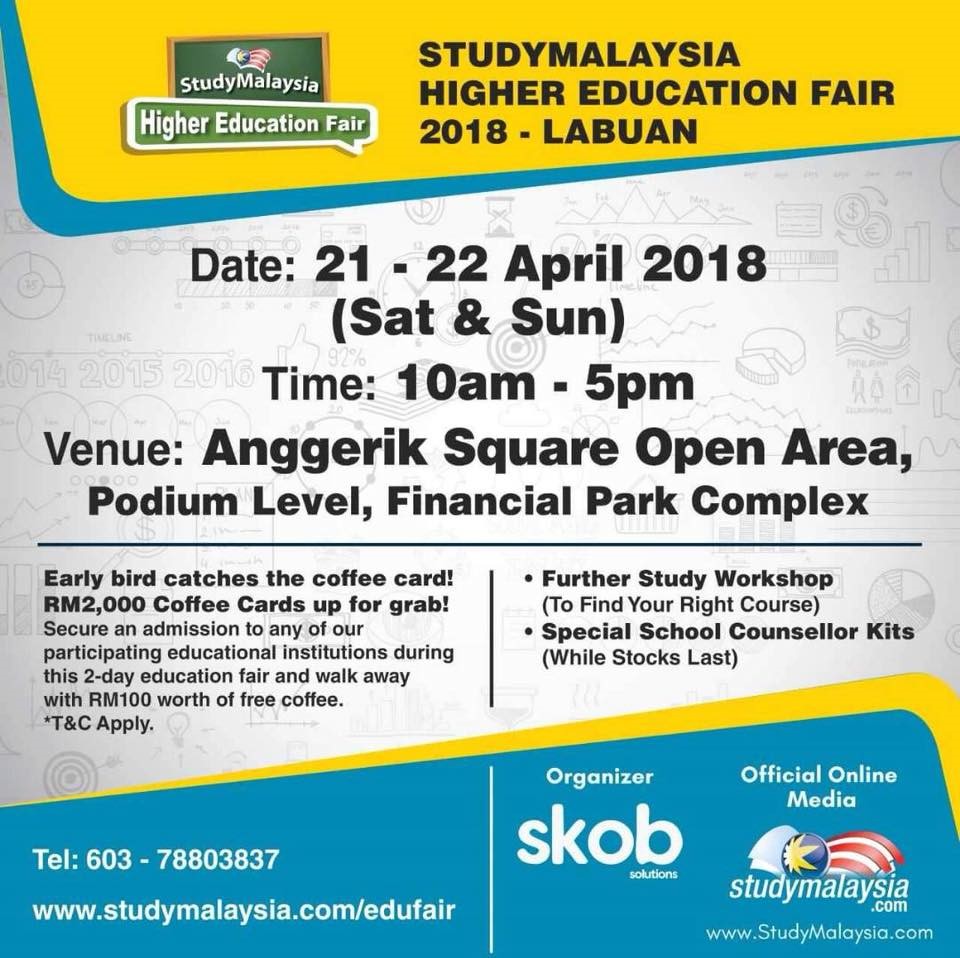 StudyMalaysia
Higher Education Fair
STUDYMALAYSIA
HIGHER EDUCATION FAIR
2018 - LABUAN
Date: 21 - 22 April 2018
(Sat & Sun)
TIMELINE
2014 2015 2016
92%
Time: 10am - 5pm
Venue: Anggerik Square Open Area,
Podium Level, Financial Park Complex
Early bird catches the coffee card!
RM2,000 Coffee Cards up for grab!
Secure an admission to any of our
participating educational institutions during
this 2-day education fair and walk away
with RM100 worth of free coffee.
*T&C Apply.
• Further Study Workshop
(To Find Your Right Course)
• Special School Counsellor Kits
(While Stocks Last)
Tel: 603 - 78803837
www.studymalaysia.com/edufair
Organizer
skob
solutions
Official Online
Media
studymalaysia
.com
www.StudyMalaysia.com